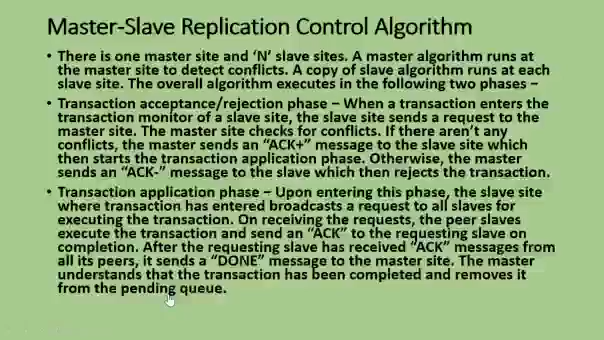 Master-Slave Replication Control Algorithm
• There is one master site and ‘N’ slave sites. A master algorithm runs at
the master site to detect conflicts. A copy of slave algorithm runs at each
slave site. The overall algorithm executes in the following two phases –
• Transaction acceptance/rejection phase – When a transaction enters the
transaction monitor of a slave site, the slave site sends a request to the
master site. The master site checks for conflicts. If there aren’t any
conflicts, the master sends an “ACK+” message to the slave site which
then starts the transaction application phase. Otherwise, the master
sends an “ACK-” message to the slave which then rejects the transaction.
• Transaction application phase – Upon entering this phase, the slave site
where transaction has entered broadcasts a request to all slaves for
executing the transaction. On receiving the requests, the peer slaves
execute the transaction and send an “ACK” to the requesting slave on
completion. After the requesting slave has received “ACK” messages from
all its peers, it sends a “DONE” message to the master site. The master
understands that the transaction has been completed and removes it
from the pending queue.